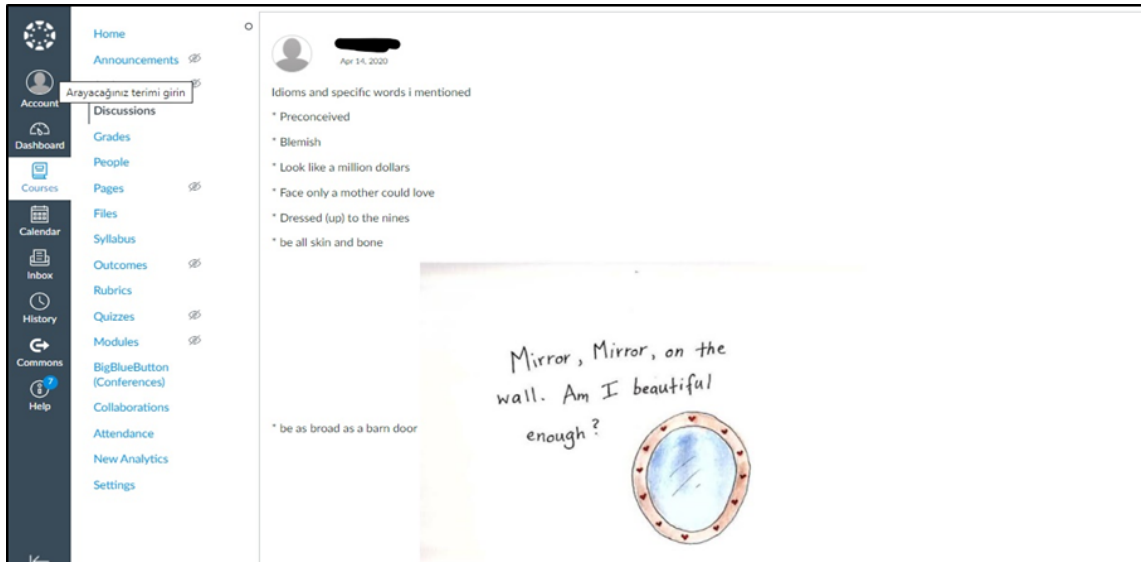 Account
Dashboard
Courses
Calendar
Inbox
History
Commons
7
Help
Home
Announcements
Arayacağınız terimi girin
Discussions
Grades
People
Pages
Files
Syllabus
Outcomes
Rubrics
Quizzes
Modules
BigBlueButton
(Conferences)
Collaborations
Attendance
New Analytics
Settings
Apr 14, 2020
Idioms and specific words i mentioned
* Preconceived
* Blemish
* Look like a million dollars
* Face only a mother could love
* Dressed (up) to the nines
* be all skin and bone
* be as broad as a barn door
Mirror, Mirror, on the
wall. Am I beautiful
enough?